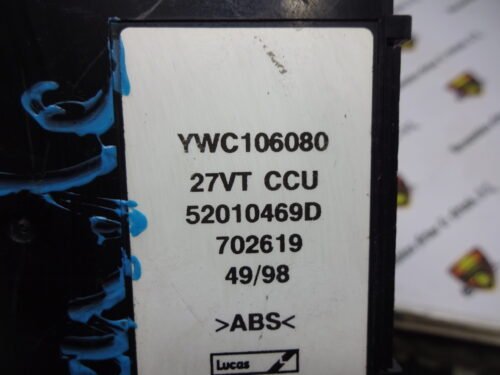 YWC106080
27VT CCU
52010469D
702619
49/98
>ABS<
Lucas